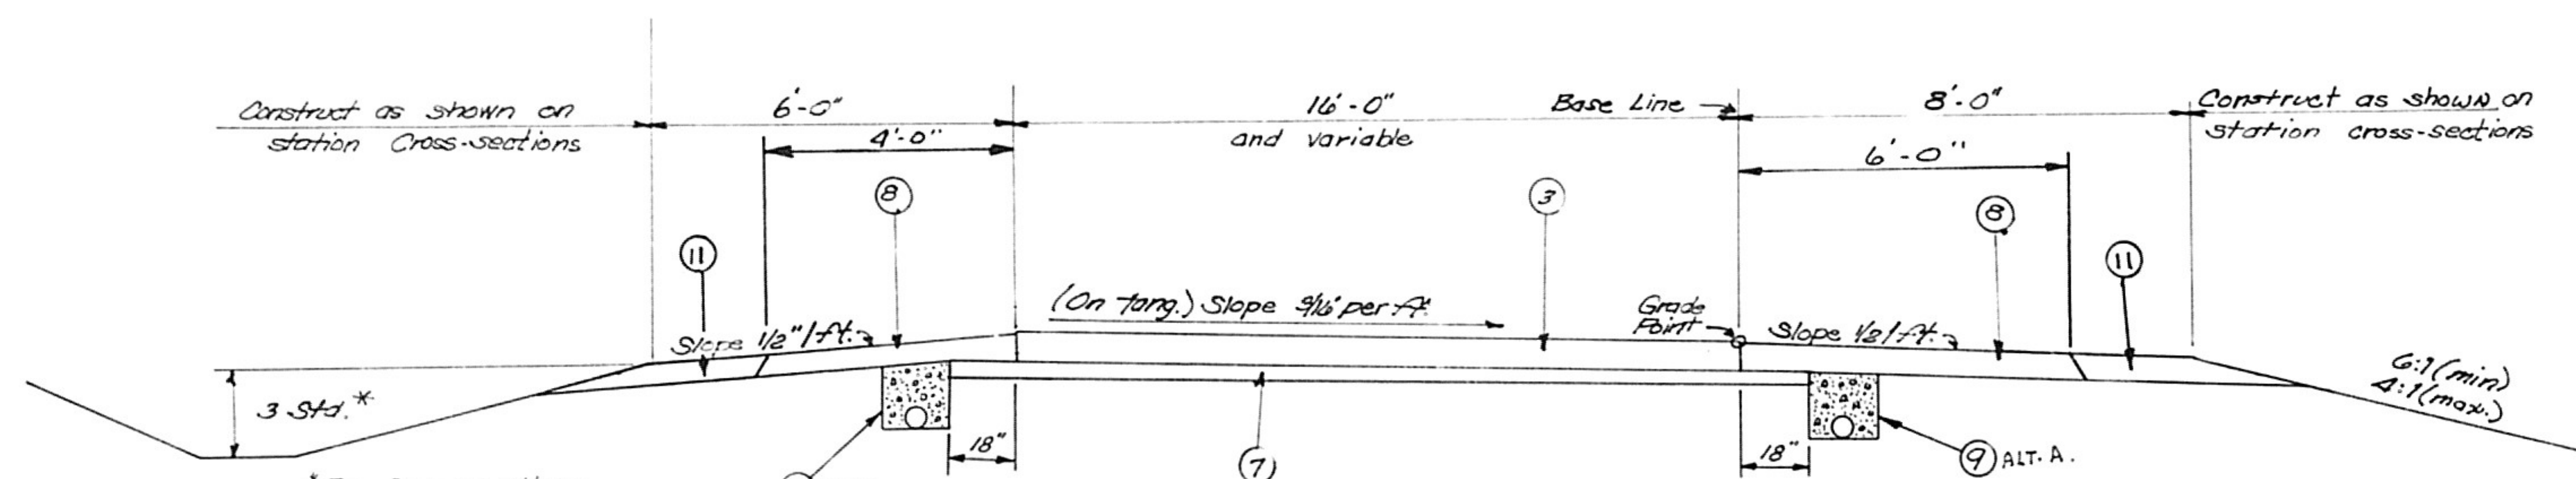 Construct as shown on
station Cross-sections
6'-0"
4'-0"
16'-0"
and variable
Base Line
8'-0"
6'-0"
Construct as shown on
station cross-sections
8
3
8
11
11
(On tang.) Slope 3/16" per ft.
Grade
Point
Slope 1/2"/ft.
Slope 1/2/ft.
6:1 (min)
4:1 (max.)
3 Std.*
18"
7
18"
9 ALT. A.